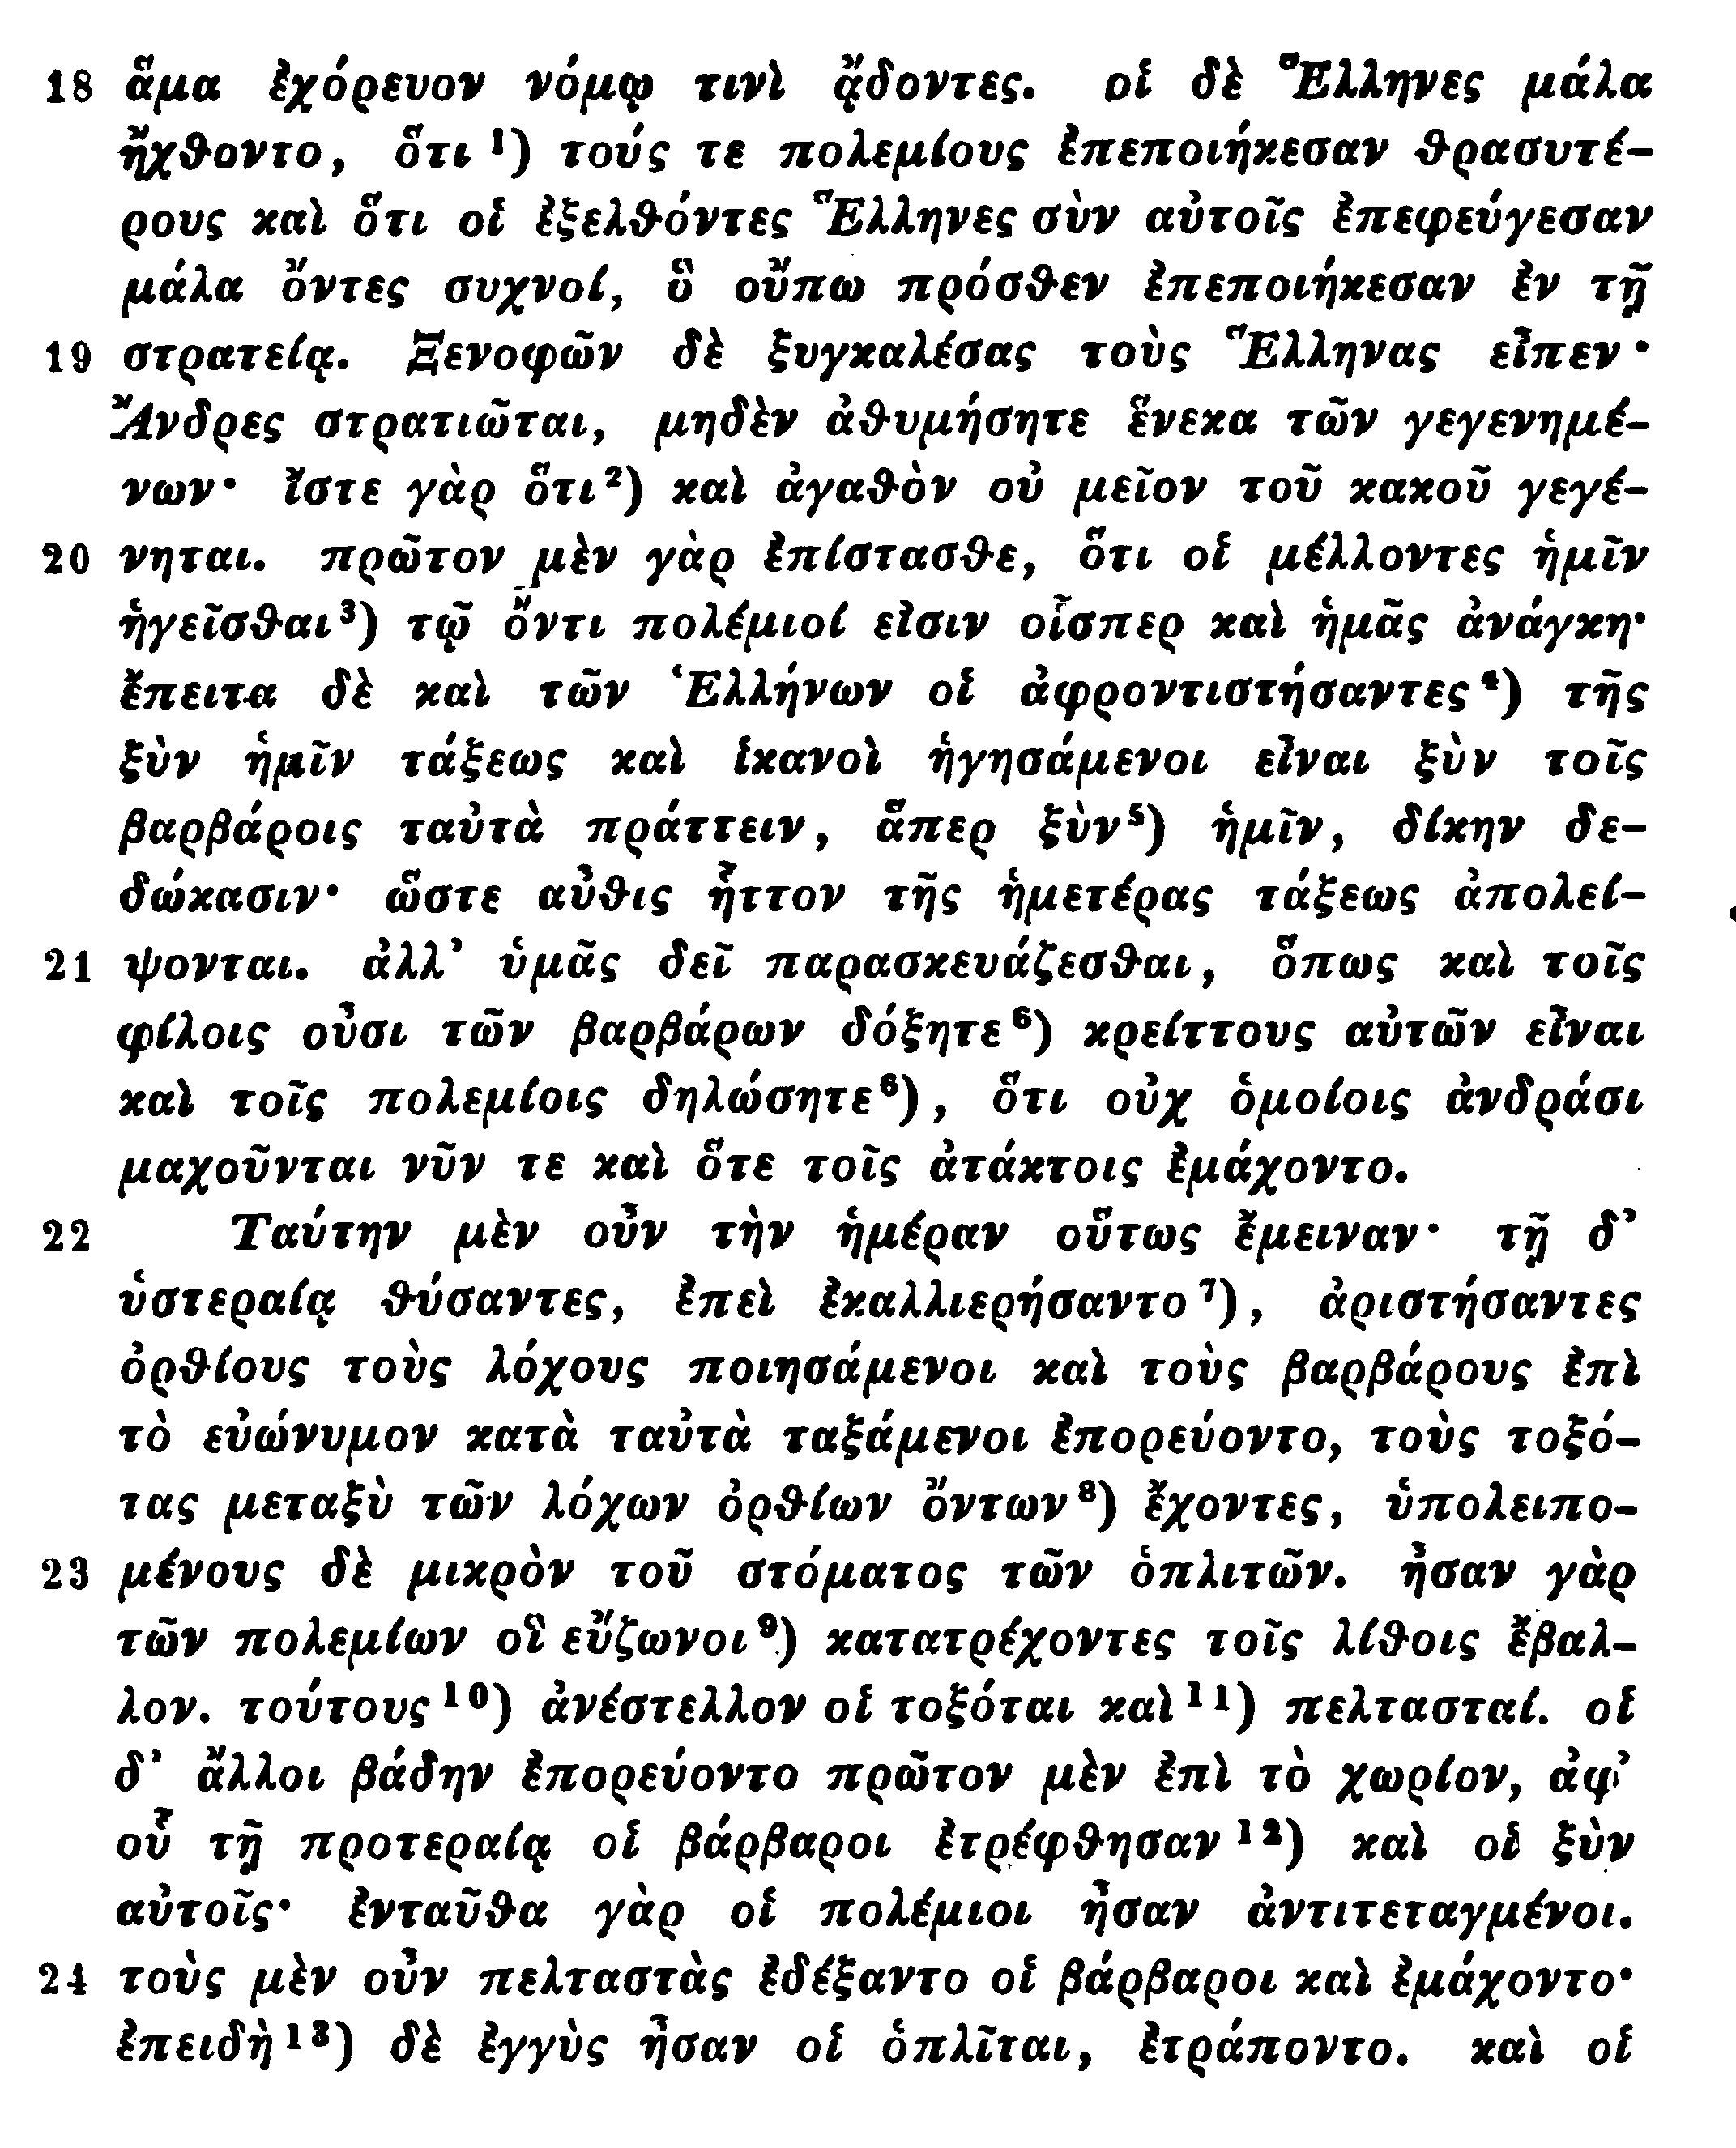 18 ἅμα ἐχόρευον νόμῳ τινὶ ᾄδοντες. οἱ δὲ Ἕλληνες μάλα
ἤχθοντο, ὅτι ¹) τούς τε πολεμίους ἐπεποιήκεσαν θρασυτέ-
ρους καὶ ὅτι οἱ ἐξελθόντες Ἕλληνες σὺν αὐτοῖς ἐπεφεύγεσαν
μάλα ὄντες συχνοί, ὃ οὔπω πρόσθεν ἐπεποιήκεσαν ἐν τῇ
19 στρατείᾳ. Ξενοφῶν δὲ ξυγκαλέσας τοὺς Ἕλληνας εἶπεν·
Ἄνδρες στρατιῶται, μηδὲν ἀθυμήσητε ἕνεκα τῶν γεγενημέ-
νων· ἴστε γὰρ ὅτι²) καὶ ἀγαθὸν οὐ μεῖον τοῦ κακοῦ γεγέ-
20 νηται. πρῶτον μὲν γὰρ ἐπίστασθε, ὅτι οἱ μέλλοντες ἡμῖν
ἡγεῖσθαι³) τῷ ὄντι πολέμιοί εἰσιν οἷσπερ καὶ ἡμᾶς ἀνάγκη·
ἔπειτα δὲ καὶ τῶν Ἑλλήνων οἱ ἀφροντιστήσαντες⁴) τῆς
ξὺν ἡμῖν τάξεως καὶ ἱκανοὶ ἡγησάμενοι εἶναι ξὺν τοῖς
βαρβάροις ταὐτὰ πράττειν, ἅπερ ξὺν⁵) ἡμῖν, δίκην δε-
δώκασιν· ὥστε αὖθις ἧττον τῆς ἡμετέρας τάξεως ἀπολεί-
21 ψονται. ἀλλ’ ὑμᾶς δεῖ παρασκευάζεσθαι, ὅπως καὶ τοῖς
φίλοις οὖσι τῶν βαρβάρων δόξητε⁶) κρείττους αὐτῶν εἶναι
καὶ τοῖς πολεμίοις δηλώσητε⁶), ὅτι οὐχ ὁμοίοις ἀνδράσι
μαχοῦνται νῦν τε καὶ ὅτε τοῖς ἀτάκτοις ἐμάχοντο.
22 Ταύτην μὲν οὖν τὴν ἡμέραν οὕτως ἔμειναν· τῇ δ’
ὑστεραίᾳ θύσαντες, ἐπεὶ ἐκαλλιερήσαντο⁷), ἀριστήσαντες
ὀρθίους τοὺς λόχους ποιησάμενοι καὶ τοὺς βαρβάρους ἐπὶ
τὸ εὐώνυμον κατὰ ταὐτὰ ταξάμενοι ἐπορεύοντο, τοὺς τοξό-
τας μεταξὺ τῶν λόχων ὀρθίων ὄντων⁸) ἔχοντες, ὑπολειπο-
23 μένους δὲ μικρὸν τοῦ στόματος τῶν ὁπλιτῶν. ἦσαν γὰρ
τῶν πολεμίων οἳ εὔζωνοι⁹) κατατρέχοντες τοῖς λίθοις ἔβαλ-
λον. τούτους¹⁰) ἀνέστελλον οἱ τοξόται καὶ¹¹) πελτασταί. οἱ
δ’ ἄλλοι βάδην ἐπορεύοντο πρῶτον μὲν ἐπὶ τὸ χωρίον, ἀφ’
οὗ τῇ προτεραίᾳ οἱ βάρβαροι ἐτρέφθησαν¹²) καὶ οἱ ξὺν
αὐτοῖς· ἐνταῦθα γὰρ οἱ πολέμιοι ἦσαν ἀντιτεταγμένοι.
24 τοὺς μὲν οὖν πελταστὰς ἐδέξαντο οἱ βάρβαροι καὶ ἐμάχοντο·
ἐπειδὴ¹³) δὲ ἐγγὺς ἦσαν οἱ ὁπλῖται, ἐτράποντο. καὶ οἱ